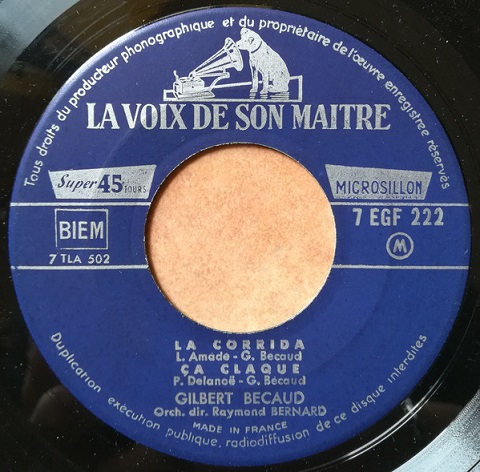 Tous droits du producteur phonographique et du propriétaire de l'œuvre enregistrée réservés
LA VOIX DE SON MAITRE
Super 45 TOURS
MICROSILLON
BIEM
7 EGF 222
7 TLA 502
M
LA CORRIDA
L. Amade - G. Becaud
ÇA CLAQUE
P. Delanoë - G. Bécaud
GILBERT BECAUD
Orch. dir. Raymond BERNARD
MADE IN FRANCE
Duplication exécution publique, radiodiffusion de ce disque interdites